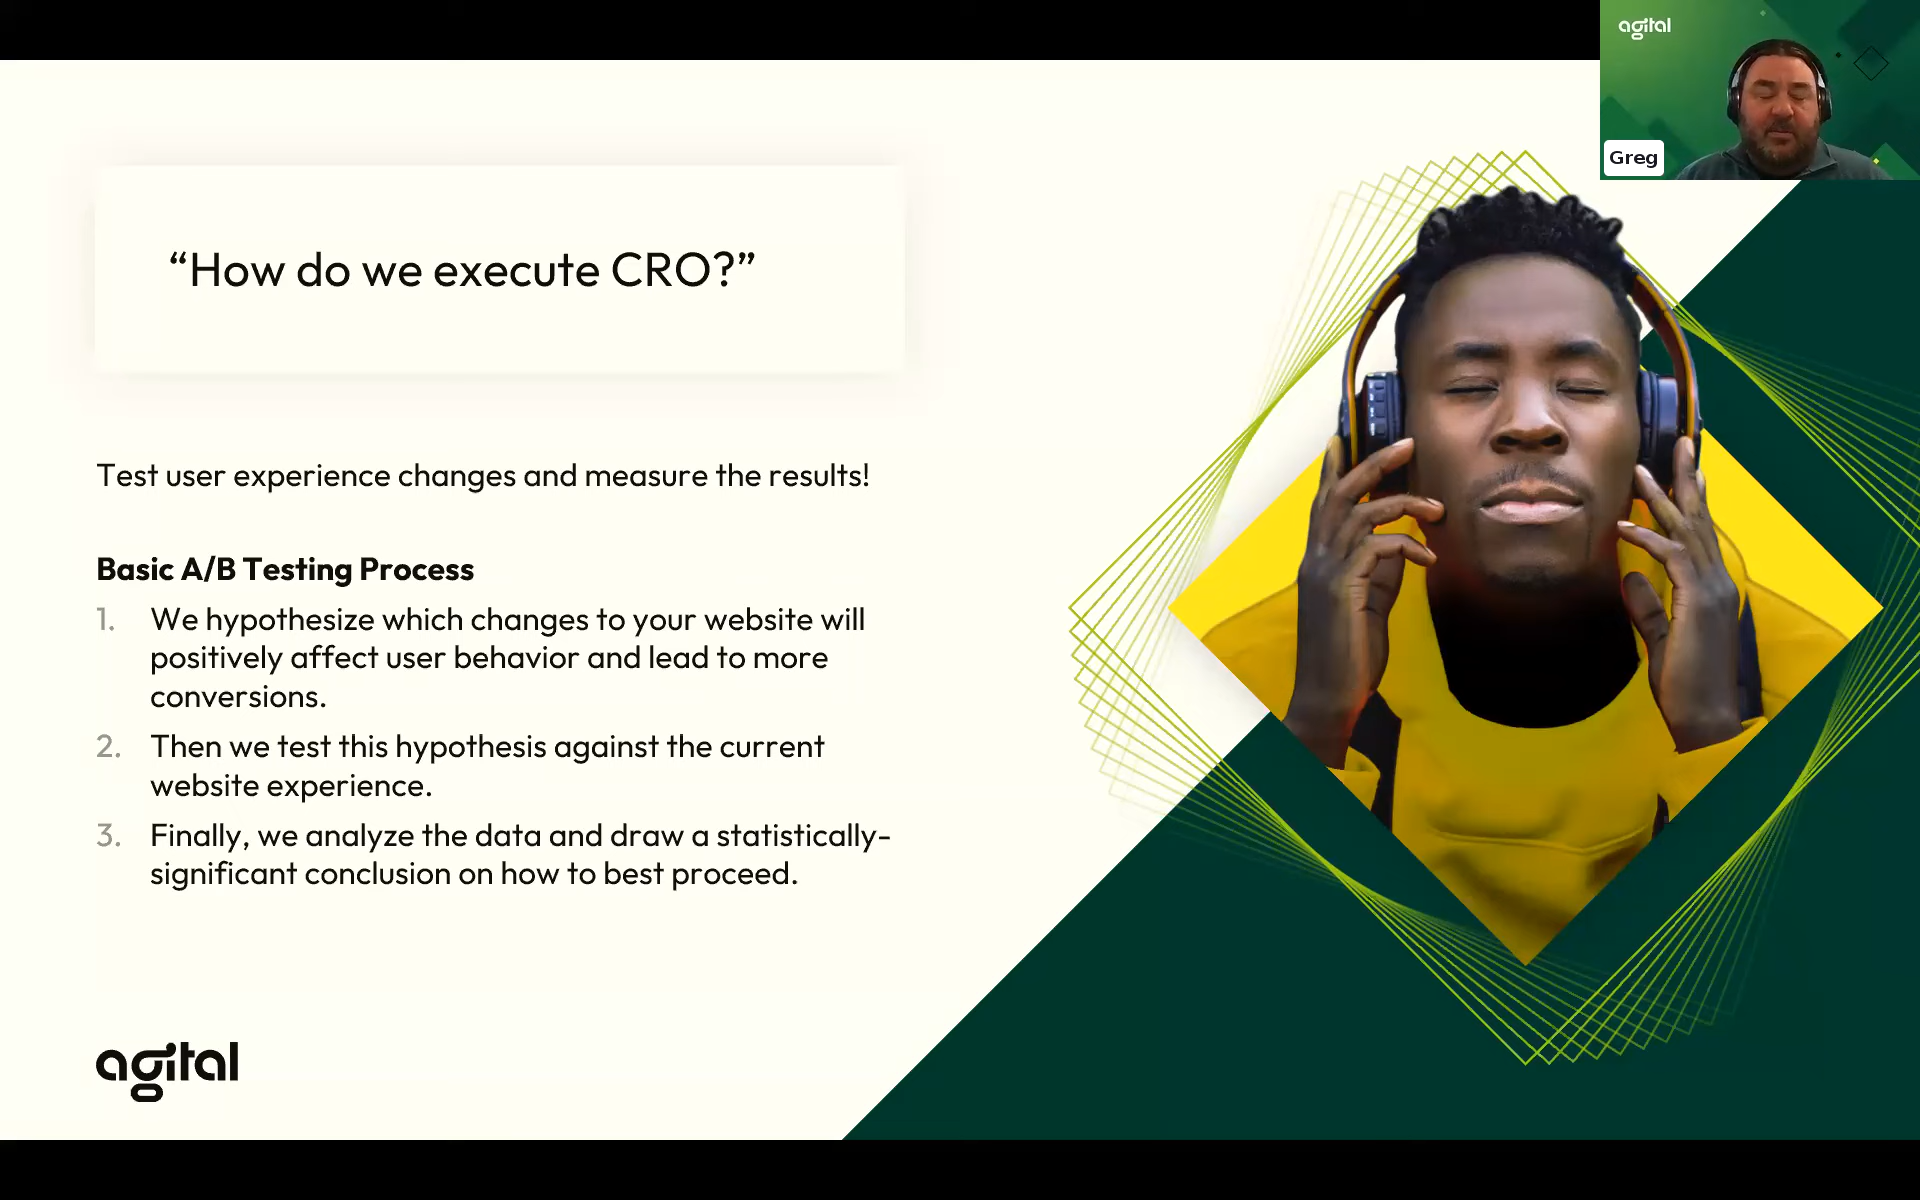 agital
Greg
“How do we execute CRO?”
Test user experience changes and measure the results!
Basic A/B Testing Process
1. We hypothesize which changes to your website will
positively affect user behavior and lead to more
conversions.
2. Then we test this hypothesis against the current
website experience.
3. Finally, we analyze the data and draw a statistically-
significant conclusion on how to best proceed.
agital